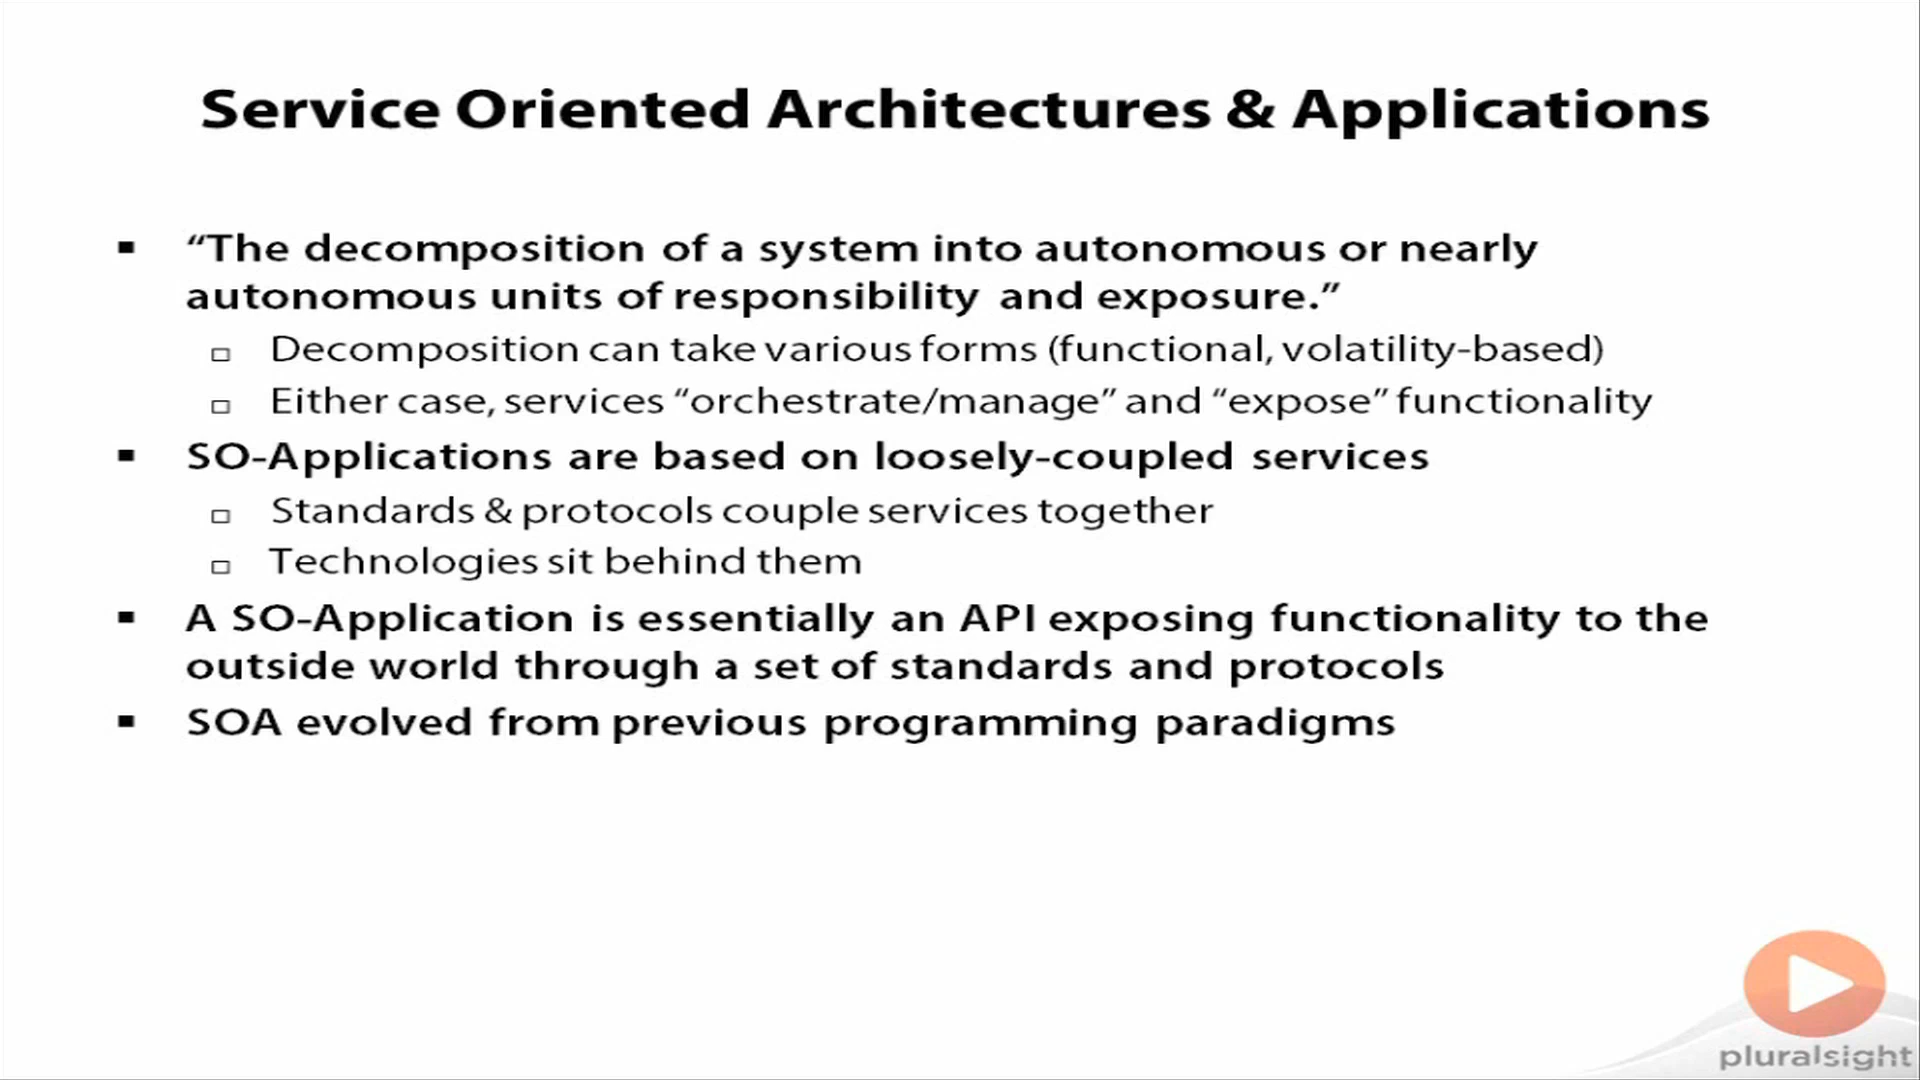 Service Oriented Architectures & Applications
“The decomposition of a system into autonomous or nearly
autonomous units of responsibility and exposure.”
Decomposition can take various forms (functional, volatility-based)
Either case, services “orchestrate/manage” and “expose” functionality
SO-Applications are based on loosely-coupled services
Standards & protocols couple services together
Technologies sit behind them
A SO-Application is essentially an API exposing functionality to the
outside world through a set of standards and protocols
SOA evolved from previous programming paradigms
pluralsight